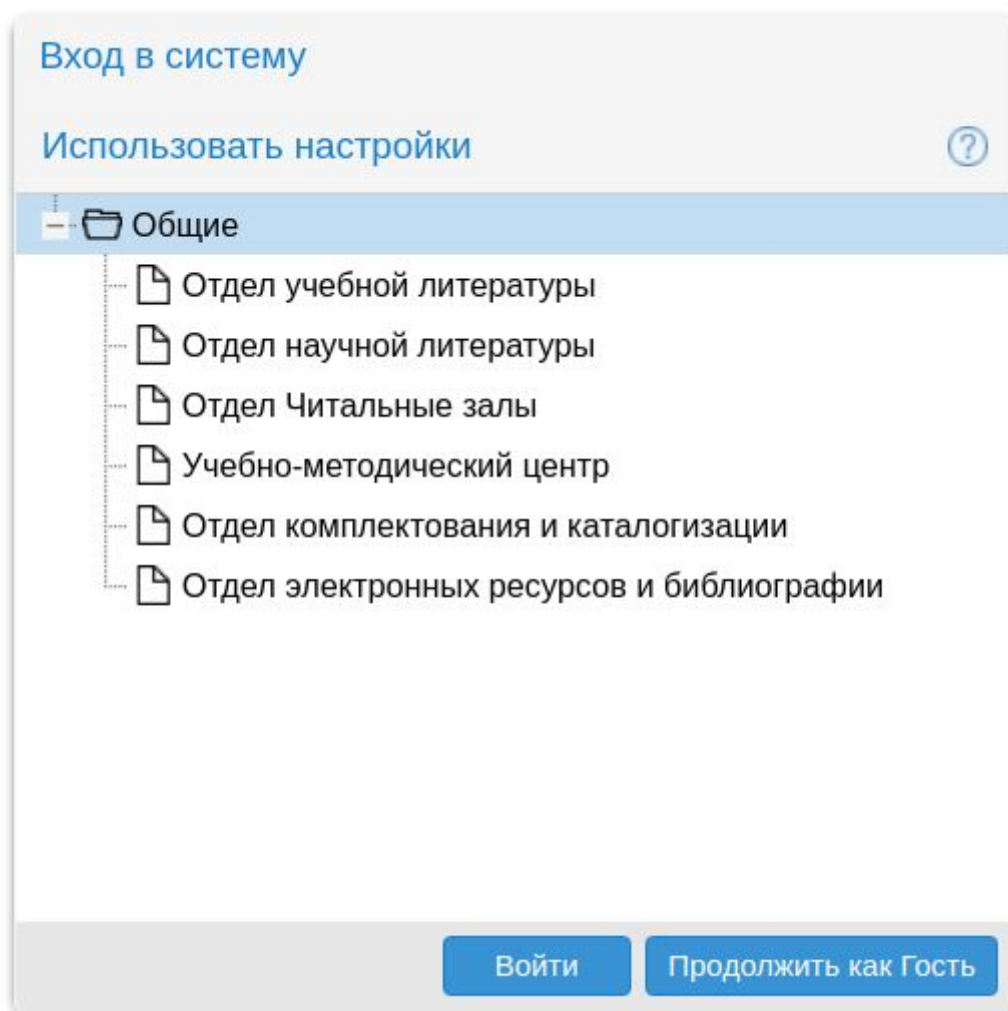 Вход в систему
Использовать настройки ?
Общие
Отдел учебной литературы
Отдел научной литературы
Отдел Читальные залы
Учебно-методический центр
Отдел комплектования и каталогизации
Отдел электронных ресурсов и библиографии
Войти Продолжить как Гость